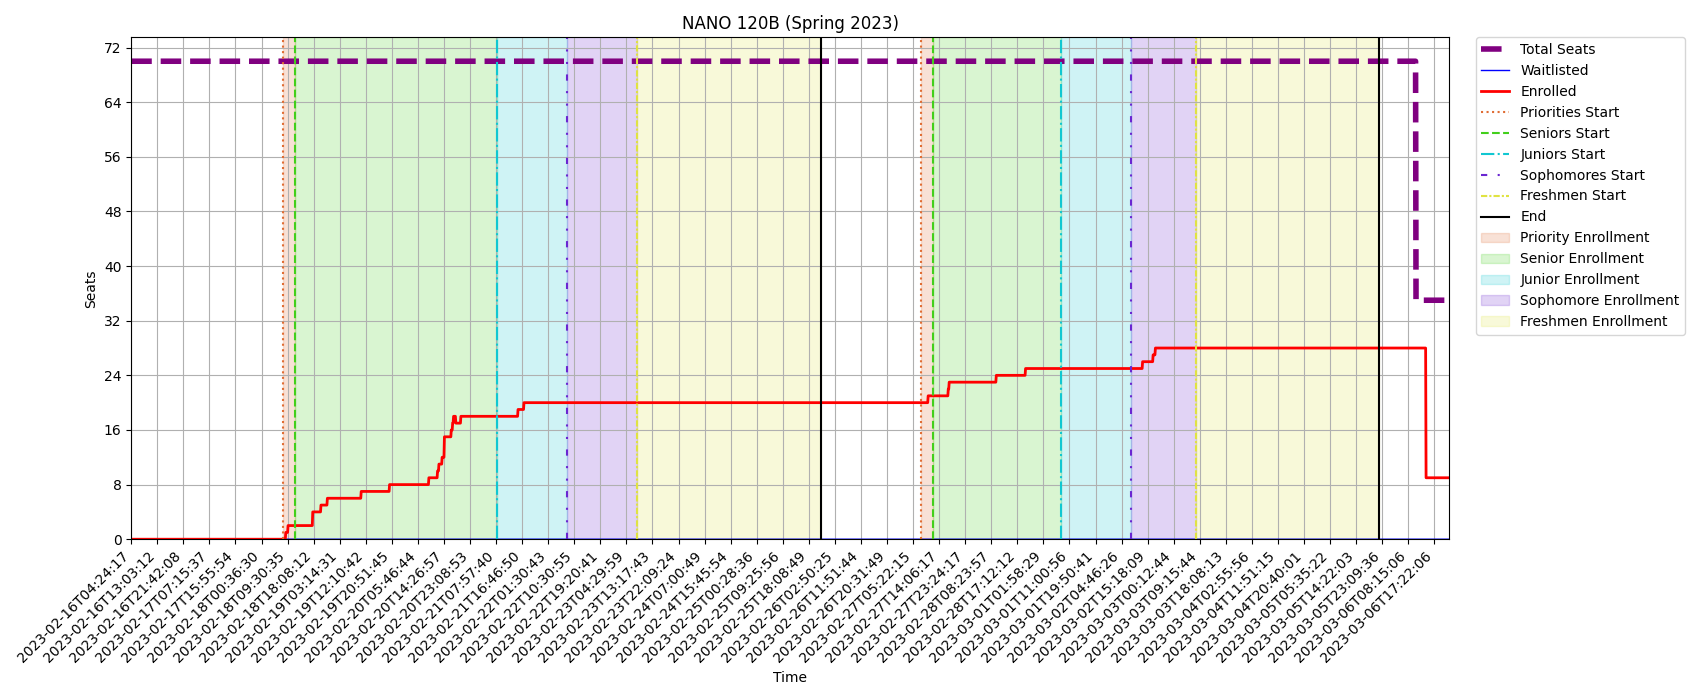 NANO 120B (Spring 2023)
Seats
72
64
56
48
40
32
24
16
8
0
2023-02-16T04:24:17
2023-02-16T13:03:12
2023-02-16T21:42:08
2023-02-17T07:15:37
2023-02-17T15:55:54
2023-02-18T00:36:30
2023-02-18T09:30:35
2023-02-18T18:08:12
2023-02-19T03:14:31
2023-02-19T12:10:42
2023-02-19T20:51:45
2023-02-20T05:46:44
2023-02-20T14:26:57
2023-02-20T23:08:53
2023-02-21T07:57:40
2023-02-21T16:46:50
2023-02-22T01:30:43
2023-02-22T10:30:55
2023-02-22T19:20:41
2023-02-23T04:29:59
2023-02-23T13:17:43
2023-02-23T22:09:24
2023-02-24T07:00:49
2023-02-24T15:45:54
2023-02-25T00:28:36
2023-02-25T09:25:56
2023-02-25T18:08:49
2023-02-26T02:50:25
2023-02-26T11:51:44
2023-02-26T20:31:49
2023-02-27T05:22:15
2023-02-27T14:06:17
2023-02-27T23:24:17
2023-02-28T08:23:57
2023-02-28T17:12:12
2023-03-01T01:58:29
2023-03-01T11:00:56
2023-03-01T19:50:41
2023-03-02T04:46:26
2023-03-02T15:18:09
2023-03-03T00:12:44
2023-03-03T09:15:44
2023-03-03T18:08:13
2023-03-04T02:55:56
2023-03-04T11:51:15
2023-03-04T20:40:01
2023-03-05T05:35:22
2023-03-05T14:22:03
2023-03-05T23:09:36
2023-03-06T08:15:06
2023-03-06T17:22:06
Time
Total Seats
Waitlisted
Enrolled
Priorities Start
Seniors Start
Juniors Start
Sophomores Start
Freshmen Start
End
Priority Enrollment
Senior Enrollment
Junior Enrollment
Sophomore Enrollment
Freshmen Enrollment